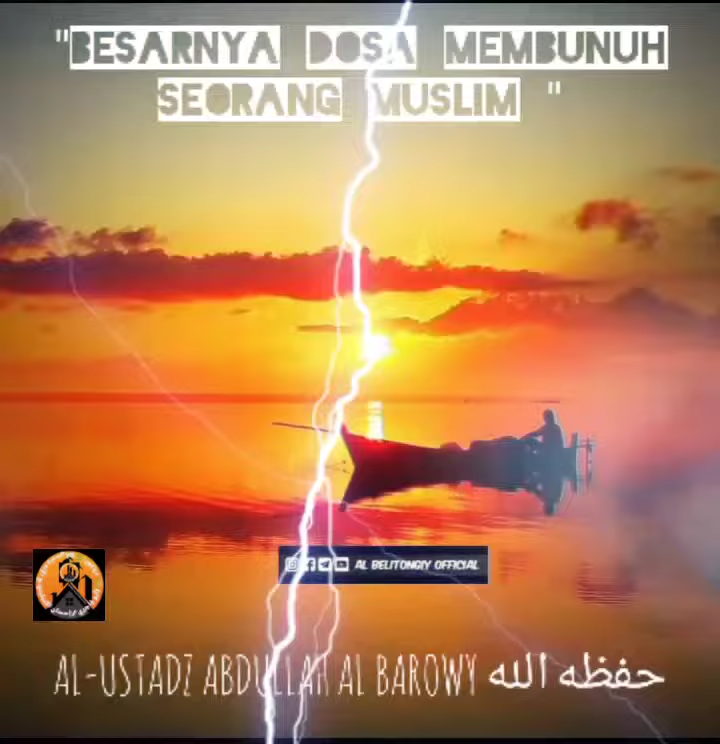 "BESARNYA DOSA MEMBUNUH
SEORANG MUSLIM "
AL BELITONGIY OFFICIAL
AL-USTADZ ABDULLAH AL BAROWY حفظه الله